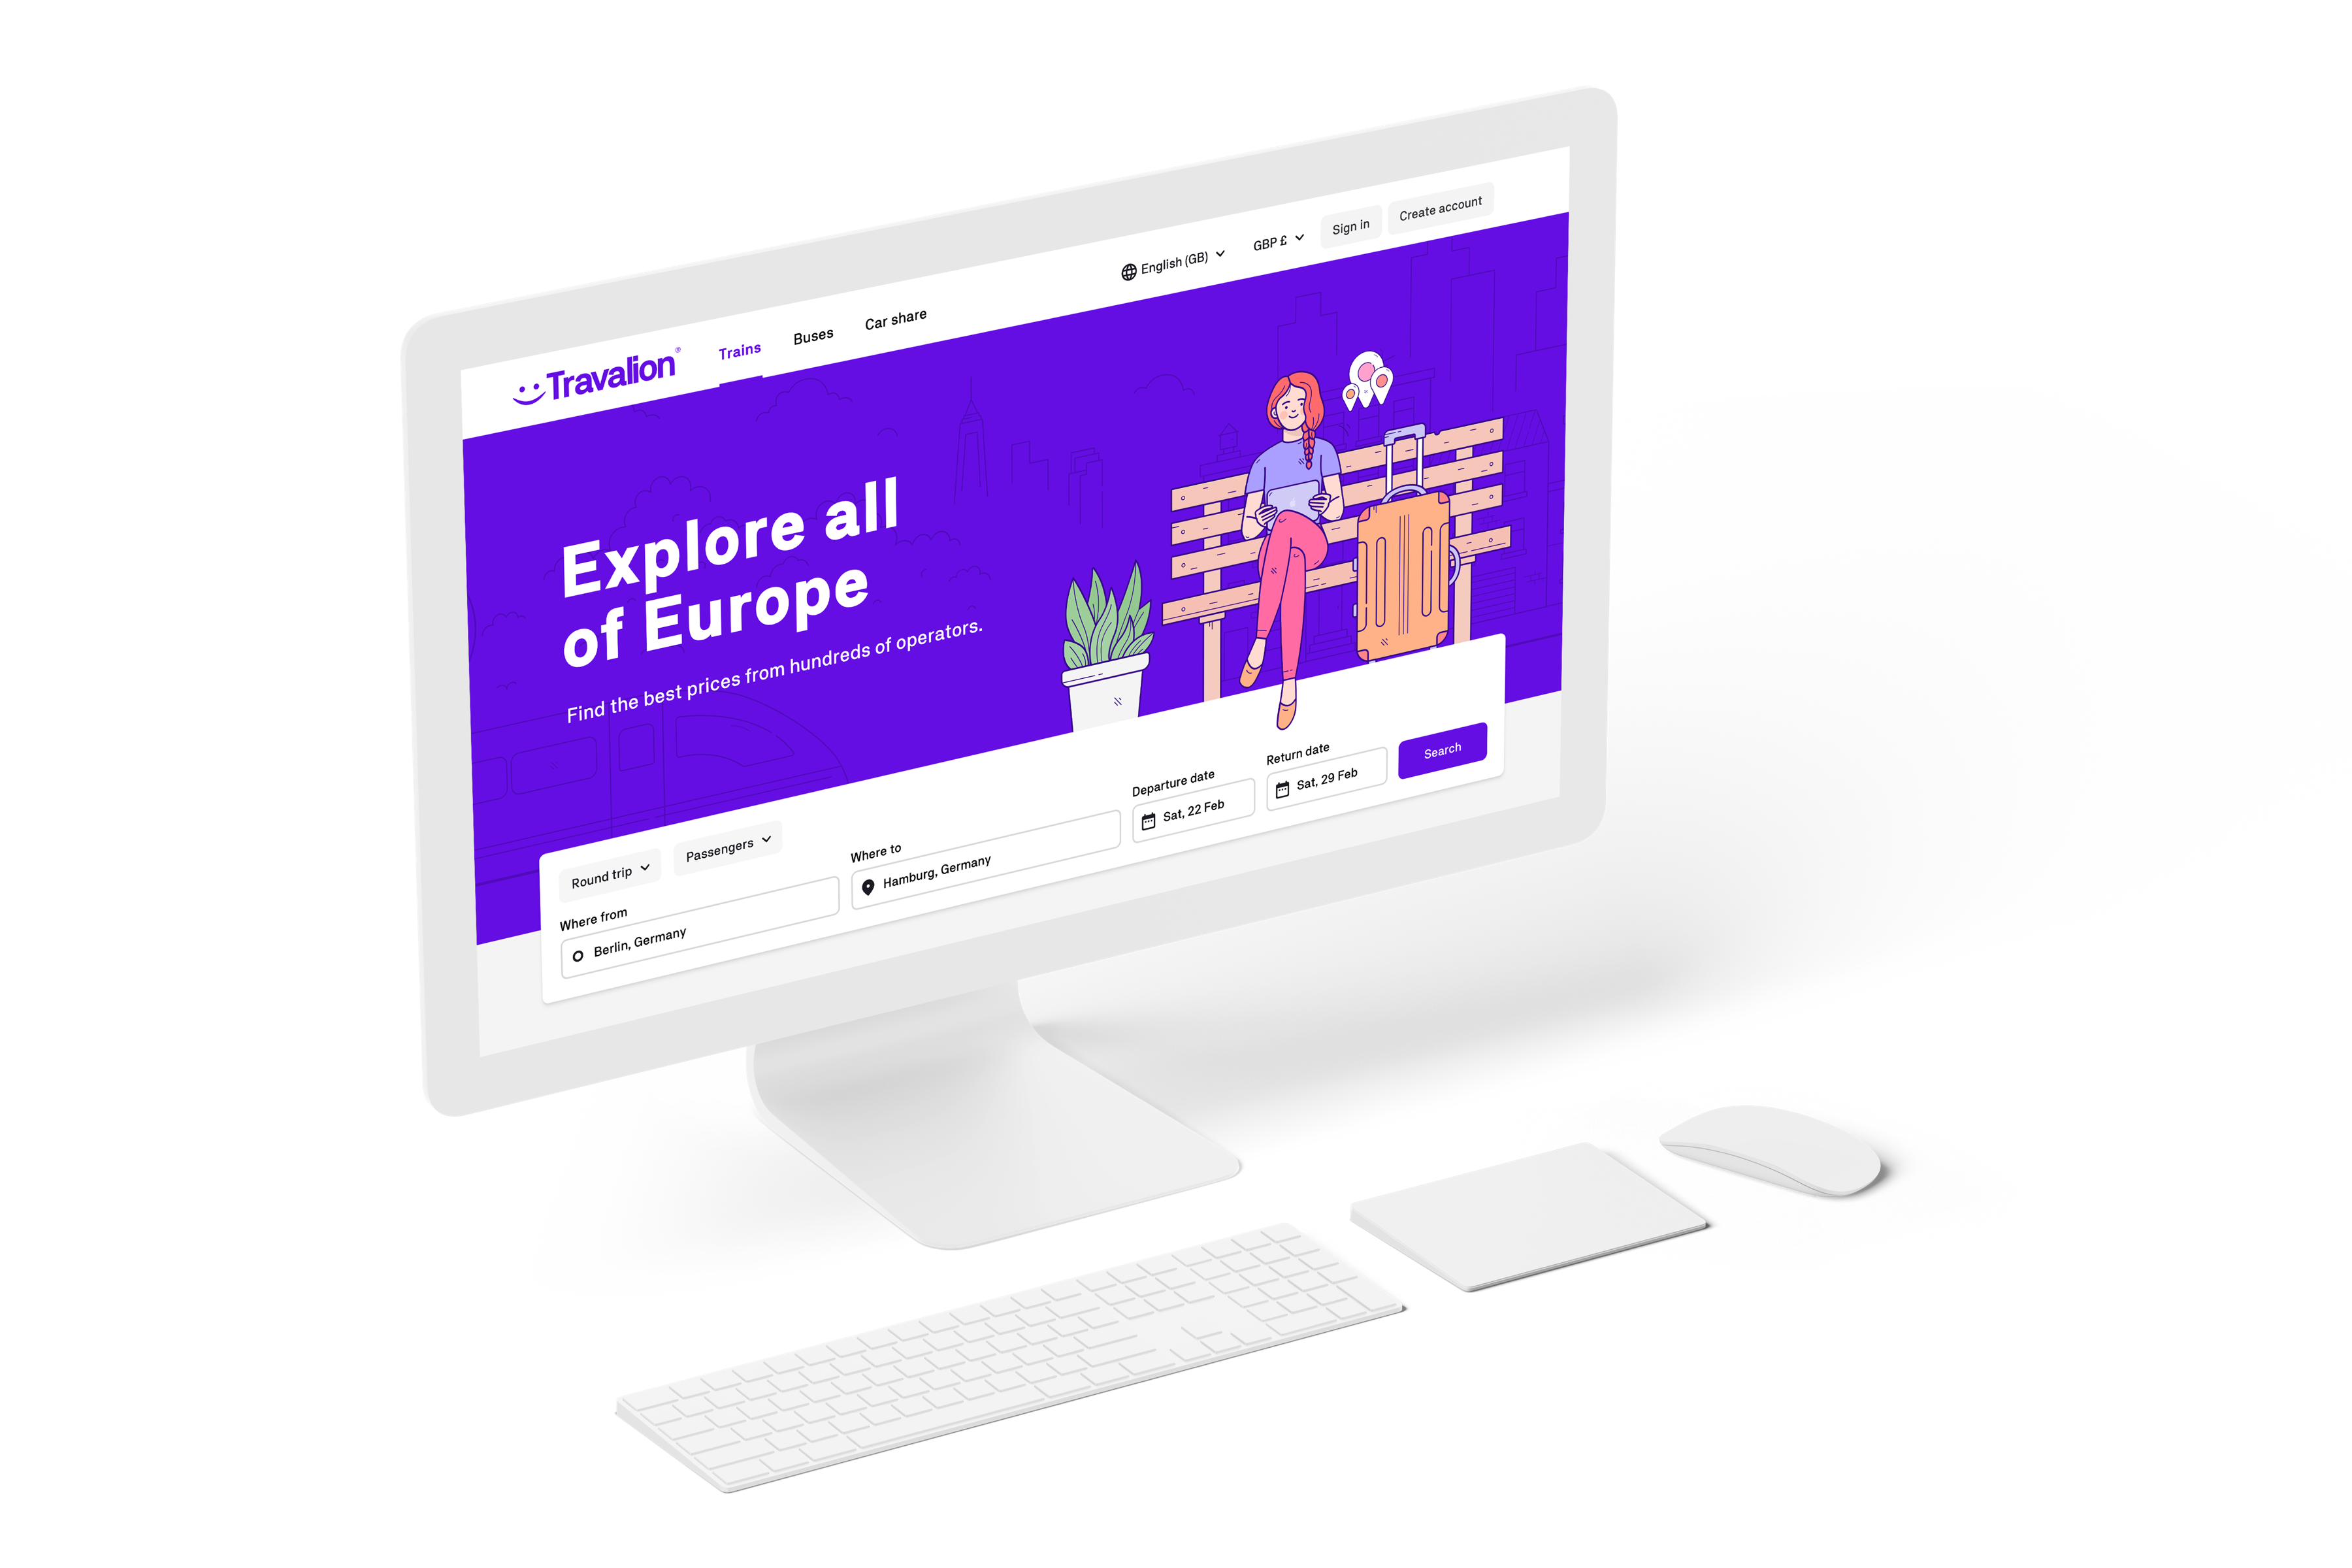 Travalion®
Trains
Buses
Car share
English (GB)
GBP £
Sign in
Create account
Explore all
of Europe
Find the best prices from hundreds of operators.
Round trip
Passengers
Where from
Berlin, Germany
Where to
Hamburg, Germany
Departure date
Sat, 22 Feb
Return date
Sat, 29 Feb
Search